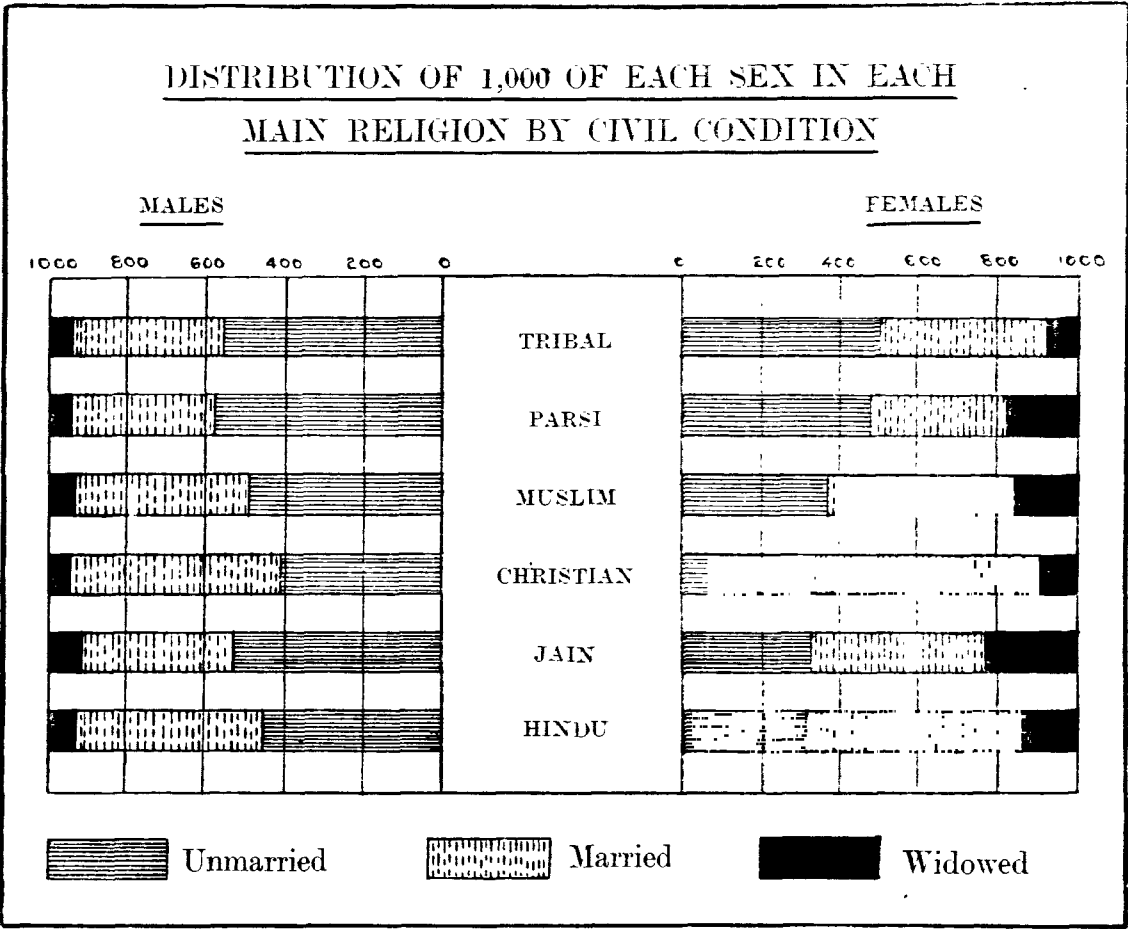 DISTRIBUTION OF 1,000 OF EACH SEX IN EACH
MAIN RELIGION BY CIVIL CONDITION
MALES
FEMALES
1000 800 600 400 200 0
0 200 400 600 800 1000
TRIBAL
PARSI
MUSLIM
CHRISTIAN
JAIN
HINDU
Unmarried
Married
Widowed